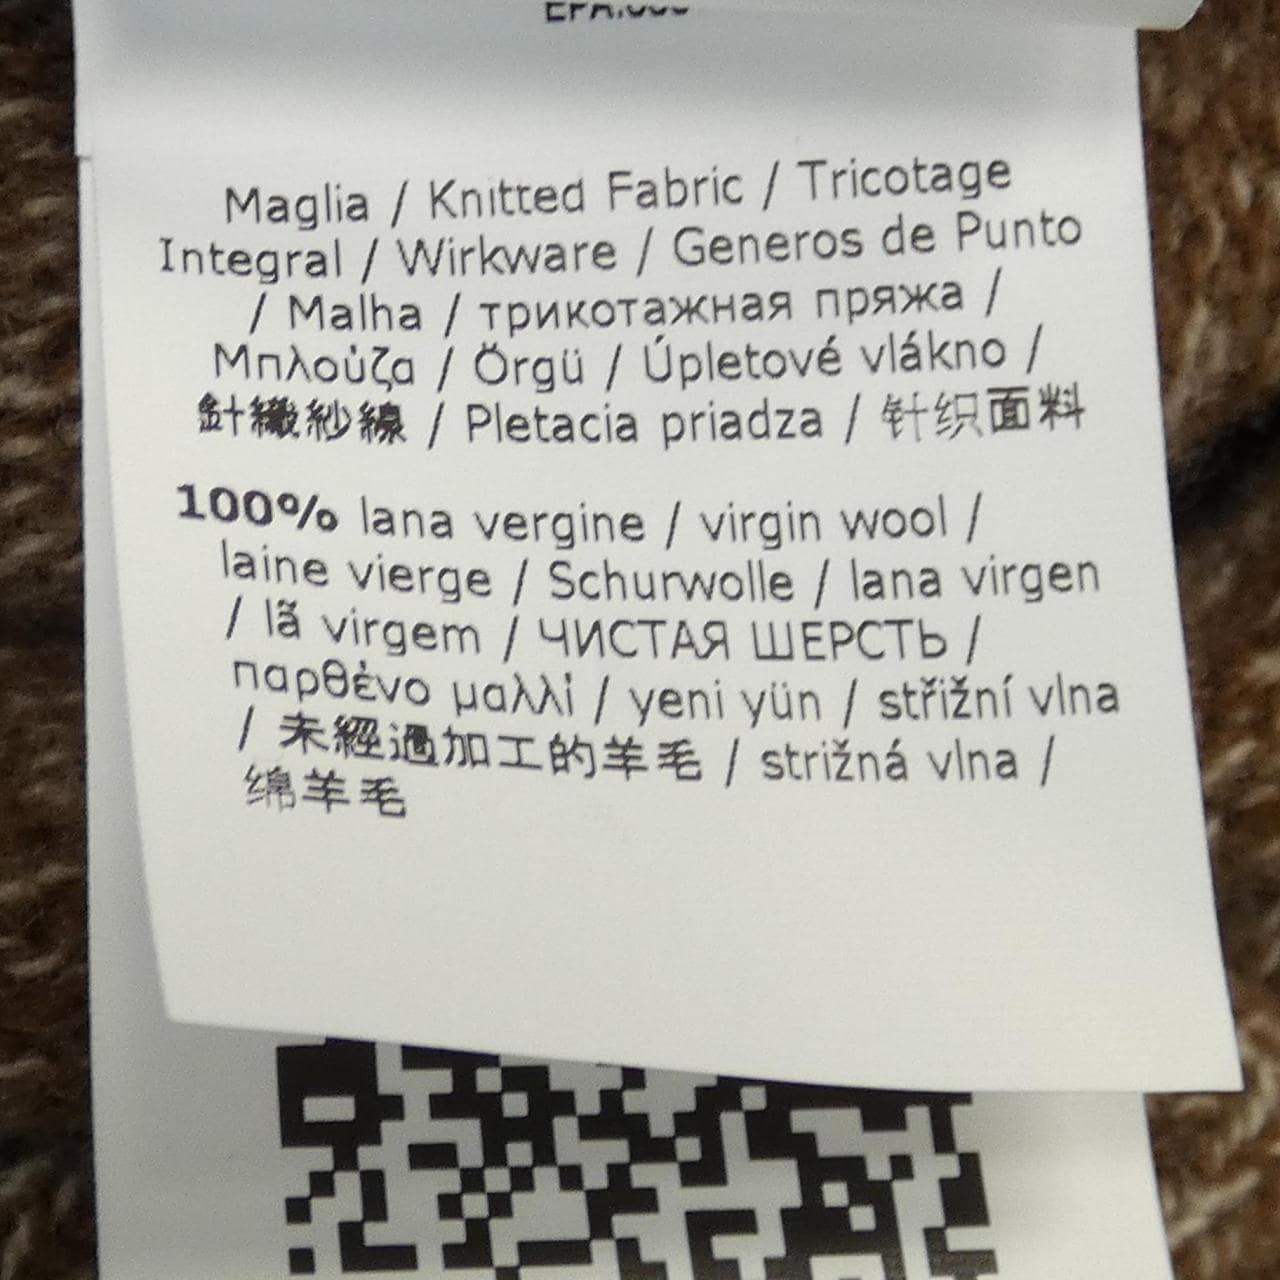 Maglia / Knitted Fabric / Tricotage
Integral / Wirkware / Generos de Punto
/ Malha / трикотажная пряжа /
Μπλούζα / Örgü / Úpletové vlákno /
針織紗線 / Pletacia priadza / 针织面料
100% lana vergine / virgin wool /
laine vierge / Schurwolle / lana virgen
/ lã virgem / ЧИСТАЯ ШЕРСТЬ /
παρθένο μαλλί / yeni yün / střižní vlna
/ 未經過加工的羊毛 / strižná vlna /
绵羊毛